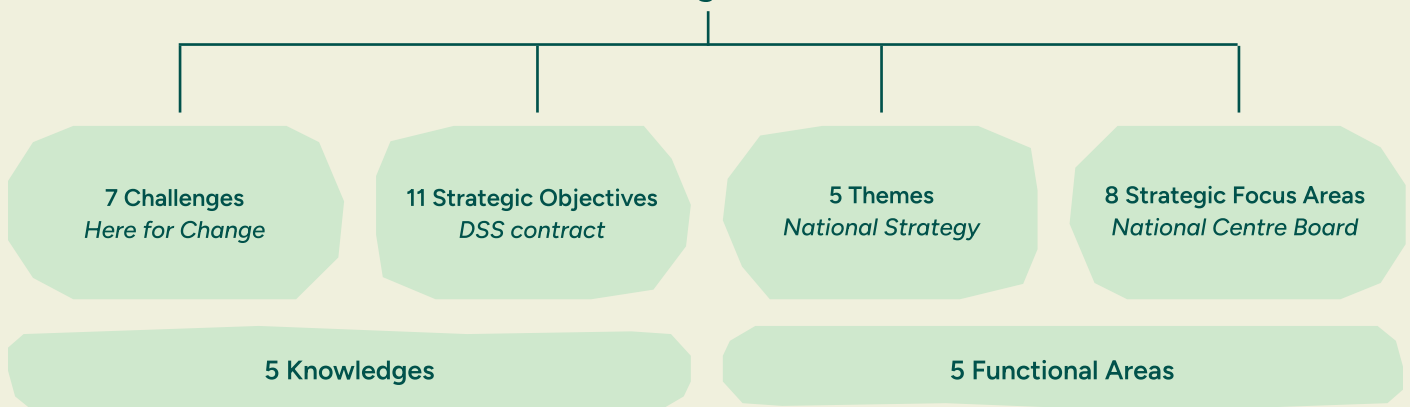 7 Challenges
Here for Change
11 Strategic Objectives
DSS contract
5 Themes
National Strategy
8 Strategic Focus Areas
National Centre Board
5 Knowledges
5 Functional Areas